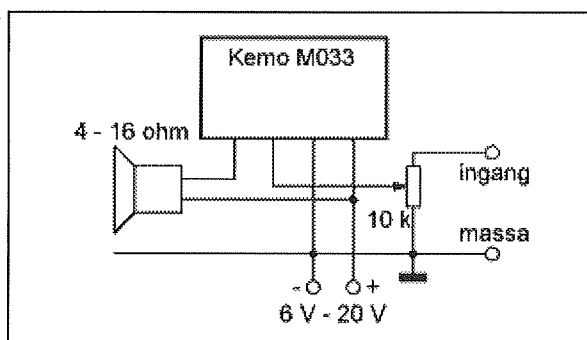 Kemo M033
4 - 16 ohm
ingang
10 k
massa
- +
6 V - 20 V